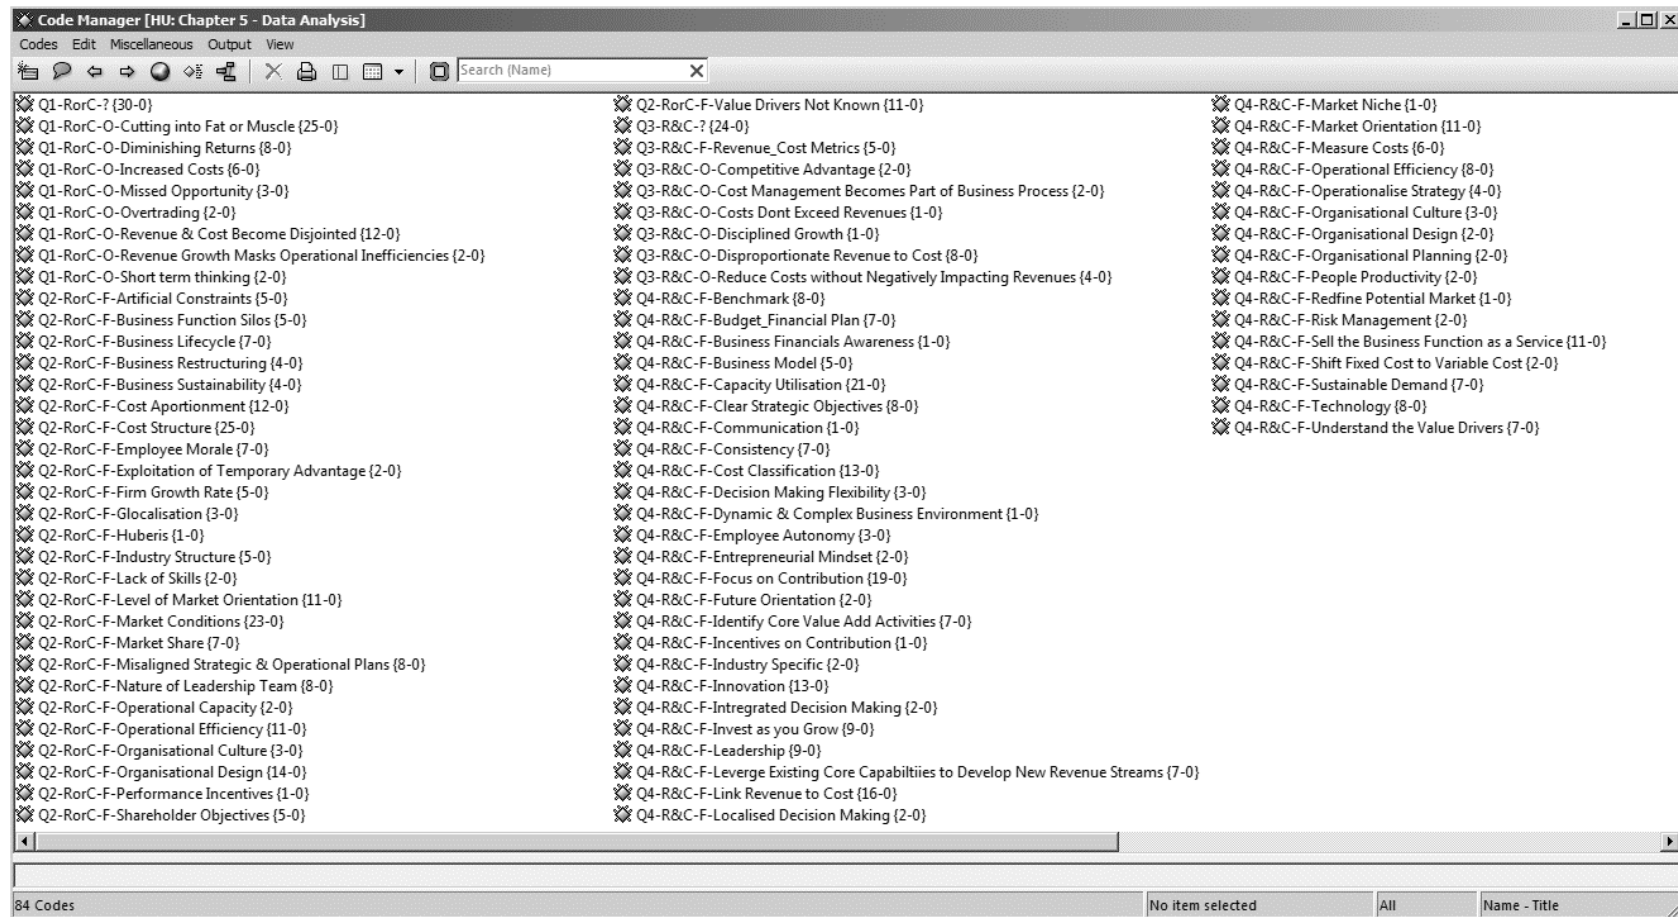 Code Manager [HU: Chapter 5 - Data Analysis]
Codes Edit Miscellaneous Output View
Search (Name)
Q1-RorC-? {30-0}
Q1-RorC-O-Cutting into Fat or Muscle {25-0}
Q1-RorC-O-Diminishing Returns {8-0}
Q1-RorC-O-Increased Costs {6-0}
Q1-RorC-O-Missed Opportunity {3-0}
Q1-RorC-O-Overtrading {2-0}
Q1-RorC-O-Revenue & Cost Become Disjointed {12-0}
Q1-RorC-O-Revenue Growth Masks Operational Inefficiencies {2-0}
Q1-RorC-O-Short term thinking {2-0}
Q2-RorC-F-Artificial Constraints {5-0}
Q2-RorC-F-Business Function Silos {5-0}
Q2-RorC-F-Business Lifecycle {7-0}
Q2-RorC-F-Business Restructuring {4-0}
Q2-RorC-F-Business Sustainability {4-0}
Q2-RorC-F-Cost Aportionment {12-0}
Q2-RorC-F-Cost Structure {25-0}
Q2-RorC-F-Employee Morale {7-0}
Q2-RorC-F-Exploitation of Temporary Advantage {2-0}
Q2-RorC-F-Firm Growth Rate {5-0}
Q2-RorC-F-Glocalisation {3-0}
Q2-RorC-F-Huberis {1-0}
Q2-RorC-F-Industry Structure {5-0}
Q2-RorC-F-Lack of Skills {2-0}
Q2-RorC-F-Level of Market Orientation {11-0}
Q2-RorC-F-Market Conditions {23-0}
Q2-RorC-F-Market Share {7-0}
Q2-RorC-F-Misaligned Strategic & Operational Plans {8-0}
Q2-RorC-F-Nature of Leadership Team {8-0}
Q2-RorC-F-Operational Capacity {2-0}
Q2-RorC-F-Operational Efficiency {11-0}
Q2-RorC-F-Organisational Culture {3-0}
Q2-RorC-F-Organisational Design {14-0}
Q2-RorC-F-Performance Incentives {1-0}
Q2-RorC-F-Shareholder Objectives {5-0}
Q2-RorC-F-Value Drivers Not Known {11-0}
Q3-R&C-? {24-0}
Q3-R&C-F-Revenue_Cost Metrics {5-0}
Q3-R&C-O-Competitive Advantage {2-0}
Q3-R&C-O-Cost Management Becomes Part of Business Process {2-0}
Q3-R&C-O-Costs Dont Exceed Revenues {1-0}
Q3-R&C-O-Disciplined Growth {1-0}
Q3-R&C-O-Disproportionate Revenue to Cost {8-0}
Q3-R&C-O-Reduce Costs without Negatively Impacting Revenues {4-0}
Q4-R&C-F-Benchmark {8-0}
Q4-R&C-F-Budget_Financial Plan {7-0}
Q4-R&C-F-Business Financials Awareness {1-0}
Q4-R&C-F-Business Model {5-0}
Q4-R&C-F-Capacity Utilisation {21-0}
Q4-R&C-F-Clear Strategic Objectives {8-0}
Q4-R&C-F-Communication {1-0}
Q4-R&C-F-Consistency {7-0}
Q4-R&C-F-Cost Classification {13-0}
Q4-R&C-F-Decision Making Flexibility {3-0}
Q4-R&C-F-Dynamic & Complex Business Environment {1-0}
Q4-R&C-F-Employee Autonomy {3-0}
Q4-R&C-F-Entrepreneurial Mindset {2-0}
Q4-R&C-F-Focus on Contribution {19-0}
Q4-R&C-F-Future Orientation {2-0}
Q4-R&C-F-Identify Core Value Add Activities {7-0}
Q4-R&C-F-Incentives on Contribution {1-0}
Q4-R&C-F-Industry Specific {2-0}
Q4-R&C-F-Innovation {13-0}
Q4-R&C-F-Intregrated Decision Making {2-0}
Q4-R&C-F-Invest as you Grow {9-0}
Q4-R&C-F-Leadership {9-0}
Q4-R&C-F-Leverge Existing Core Capabiltiies to Develop New Revenue Streams {7-0}
Q4-R&C-F-Link Revenue to Cost {16-0}
Q4-R&C-F-Localised Decision Making {2-0}
Q4-R&C-F-Market Niche {1-0}
Q4-R&C-F-Market Orientation {11-0}
Q4-R&C-F-Measure Costs {6-0}
Q4-R&C-F-Operational Efficiency {8-0}
Q4-R&C-F-Operationalise Strategy {4-0}
Q4-R&C-F-Organisational Culture {3-0}
Q4-R&C-F-Organisational Design {2-0}
Q4-R&C-F-Organisational Planning {2-0}
Q4-R&C-F-People Productivity {2-0}
Q4-R&C-F-Redfine Potential Market {1-0}
Q4-R&C-F-Risk Management {2-0}
Q4-R&C-F-Sell the Business Function as a Service {11-0}
Q4-R&C-F-Shift Fixed Cost to Variable Cost {2-0}
Q4-R&C-F-Sustainable Demand {7-0}
Q4-R&C-F-Technology {8-0}
Q4-R&C-F-Understand the Value Drivers {7-0}
84 Codes
No item selected
All
Name - Title